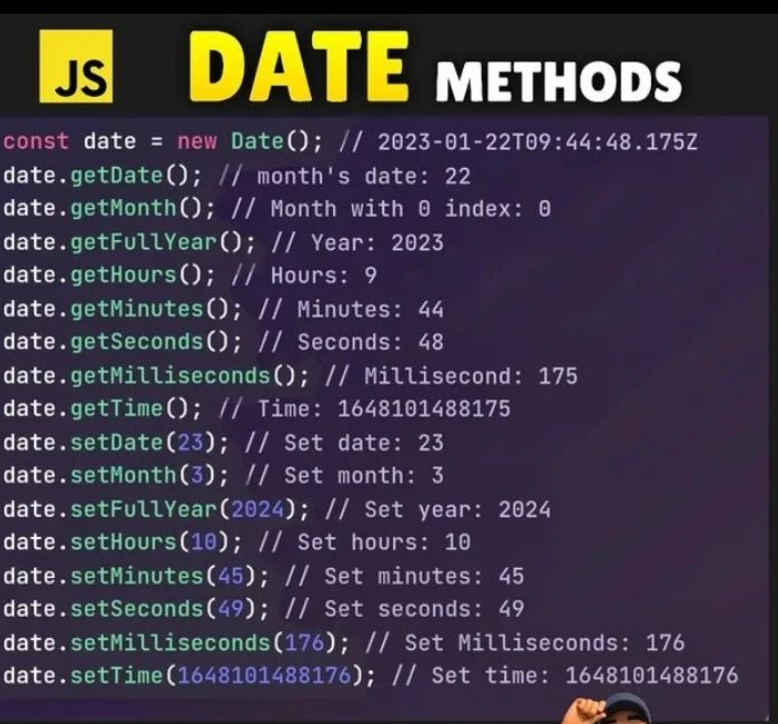 JS DATE METHODS
const date = new Date(); // 2023-01-22T09:44:48.175Z
date.getDate(); // month's date: 22
date.getMonth(); // Month with 0 index: 0
date.getFullYear(); // Year: 2023
date.getHours(); // Hours: 9
date.getMinutes(); // Minutes: 44
date.getSeconds(); // Seconds: 48
date.getMilliseconds(); // Millisecond: 175
date.getTime(); // Time: 1648101488175
date.setDate(23); // Set date: 23
date.setMonth(3); // Set month: 3
date.setFullYear(2024); // Set year: 2024
date.setHours(10); // Set hours: 10
date.setMinutes(45); // Set minutes: 45
date.setSeconds(49); // Set seconds: 49
date.setMilliseconds(176); // Set Milliseconds: 176
date.setTime(1648101488176); // Set time: 1648101488176